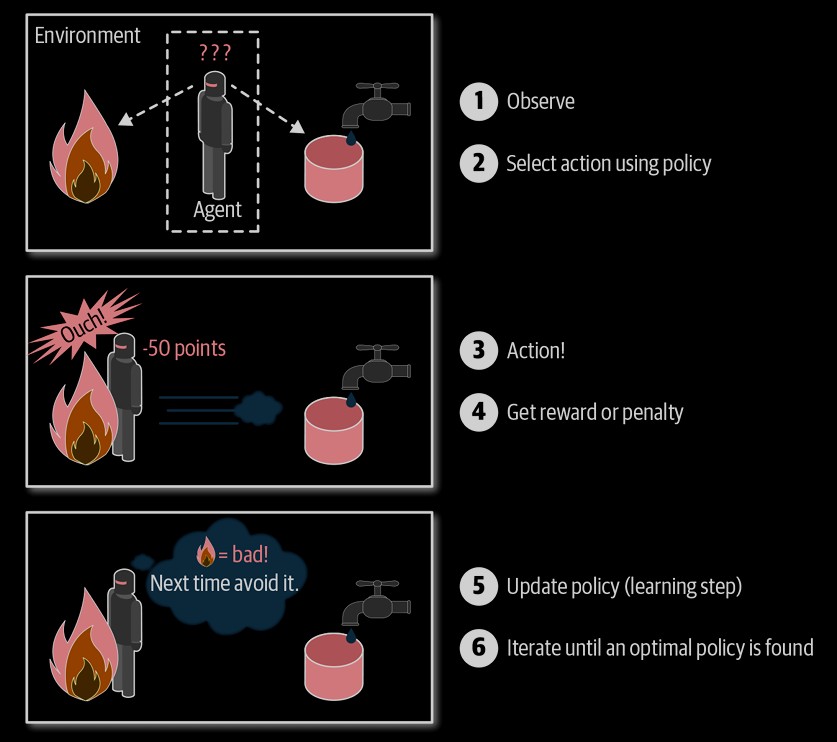 Environment
???
Agent
1 Observe
2 Select action using policy
Ouch!
-50 points
3 Action!
4 Get reward or penalty
= bad!
Next time avoid it.
5 Update policy (learning step)
6 Iterate until an optimal policy is found